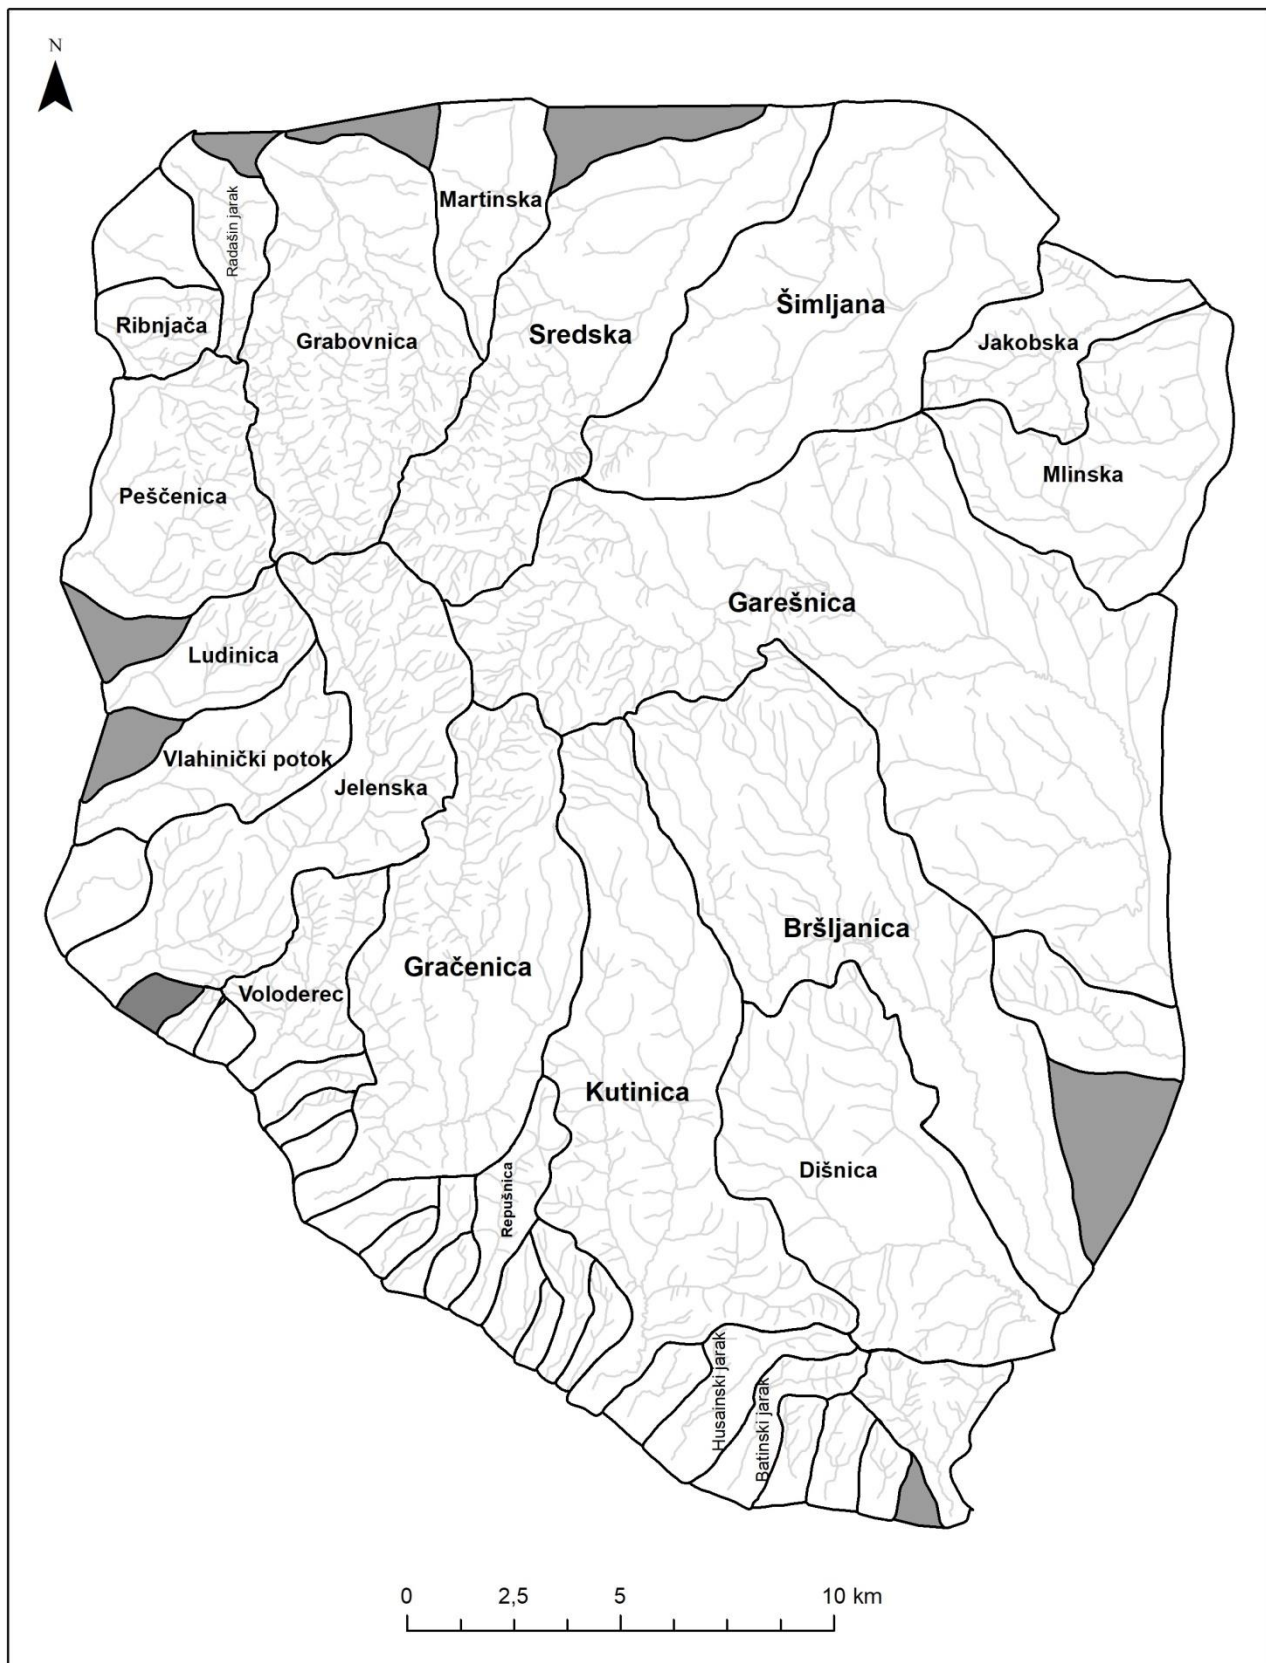 N
Martinska
Radašin jarak
Šimljana
Ribnjača
Grabovnica
Sredska
Jakobska
Peščenica
Mlinska
Garešnica
Ludinica
Vlahinički potok
Jelenska
Bršljanica
Gračenica
Voloderec
Kutinica
Dišnica
Repušnica
Husainski jarak
Batinski jarak
0 2,5 5 10 km